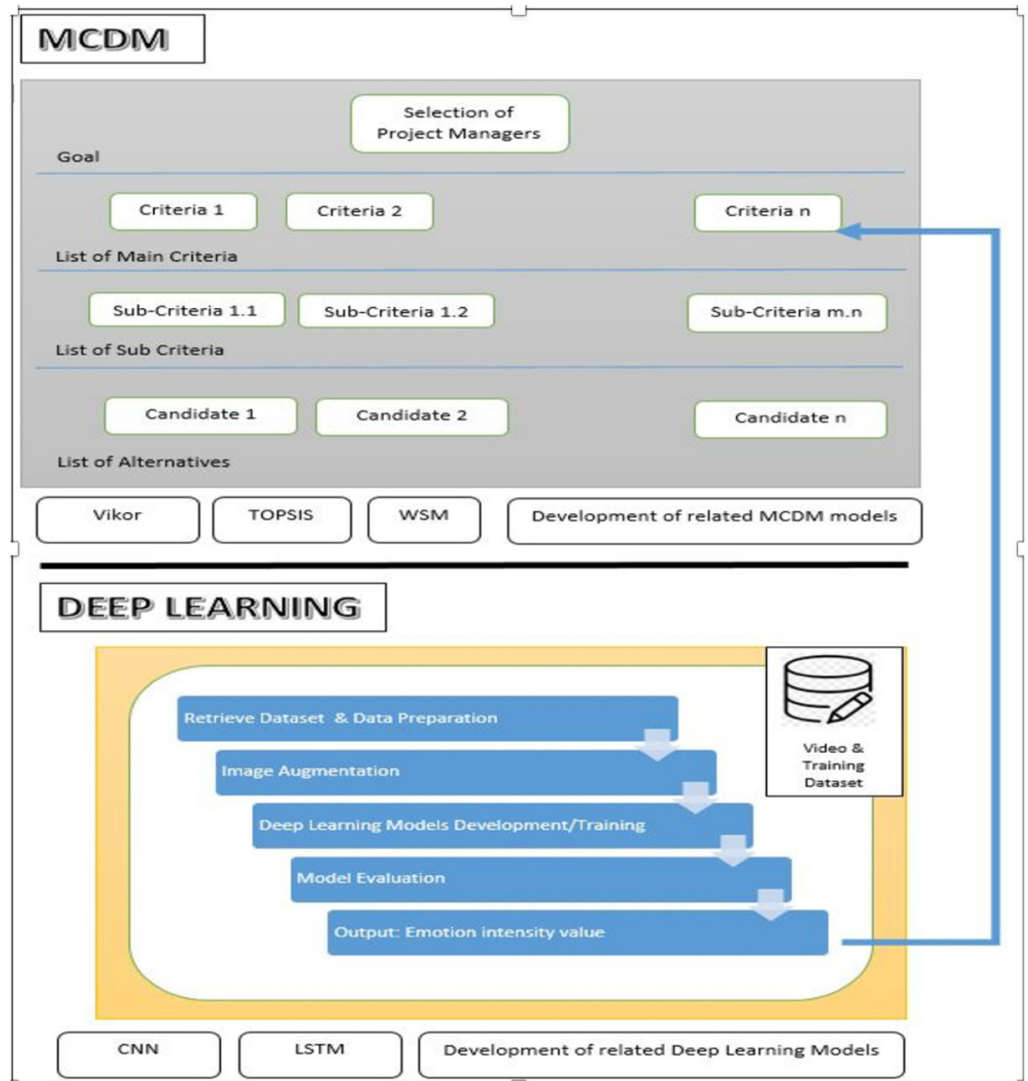 MCDM
Selection of
Project Managers
Goal
Criteria 1
Criteria 2
Criteria n
List of Main Criteria
Sub-Criteria 1.1
Sub-Criteria 1.2
Sub-Criteria m.n
List of Sub Criteria
Candidate 1
Candidate 2
Candidate n
List of Alternatives
Vikor
TOPSIS
WSM
Development of related MCDM models
DEEP LEARNING
Retrieve Dataset & Data Preparation
Image Augmentation
Deep Learning Models Development/Training
Model Evaluation
Output: Emotion intensity value
Video &
Training
Dataset
CNN
LSTM
Development of related Deep Learning Models